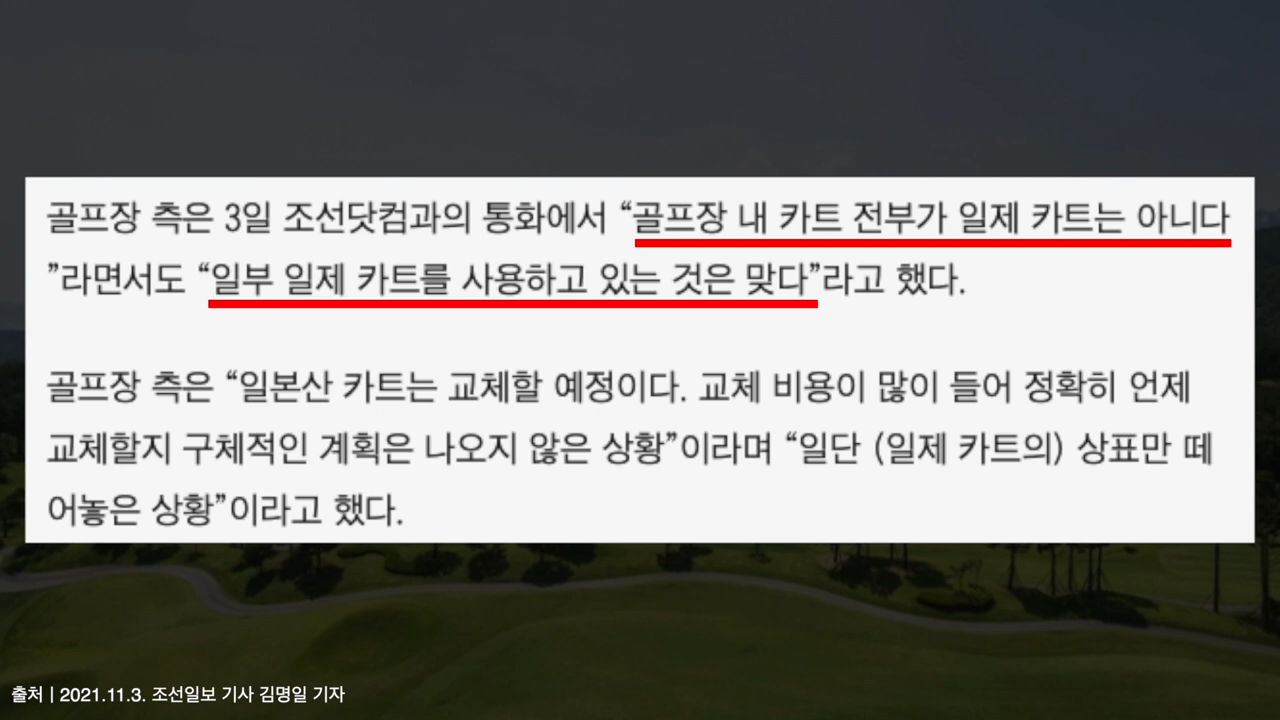 골프장 측은 3일 조선닷컴과의 통화에서 “골프장 내 카트 전부가 일제 카트는 아니다
”라면서도 “일부 일제 카트를 사용하고 있는 것은 맞다”라고 했다.
골프장 측은 “일본산 카트는 교체할 예정이다. 교체 비용이 많이 들어 정확히 언제
교체할지 구체적인 계획은 나오지 않은 상황”이라며 “일단 (일제 카트의) 상표만 떼
어놓은 상황”이라고 했다.
출처 | 2021.11.3. 조선일보 기사 김명일 기자